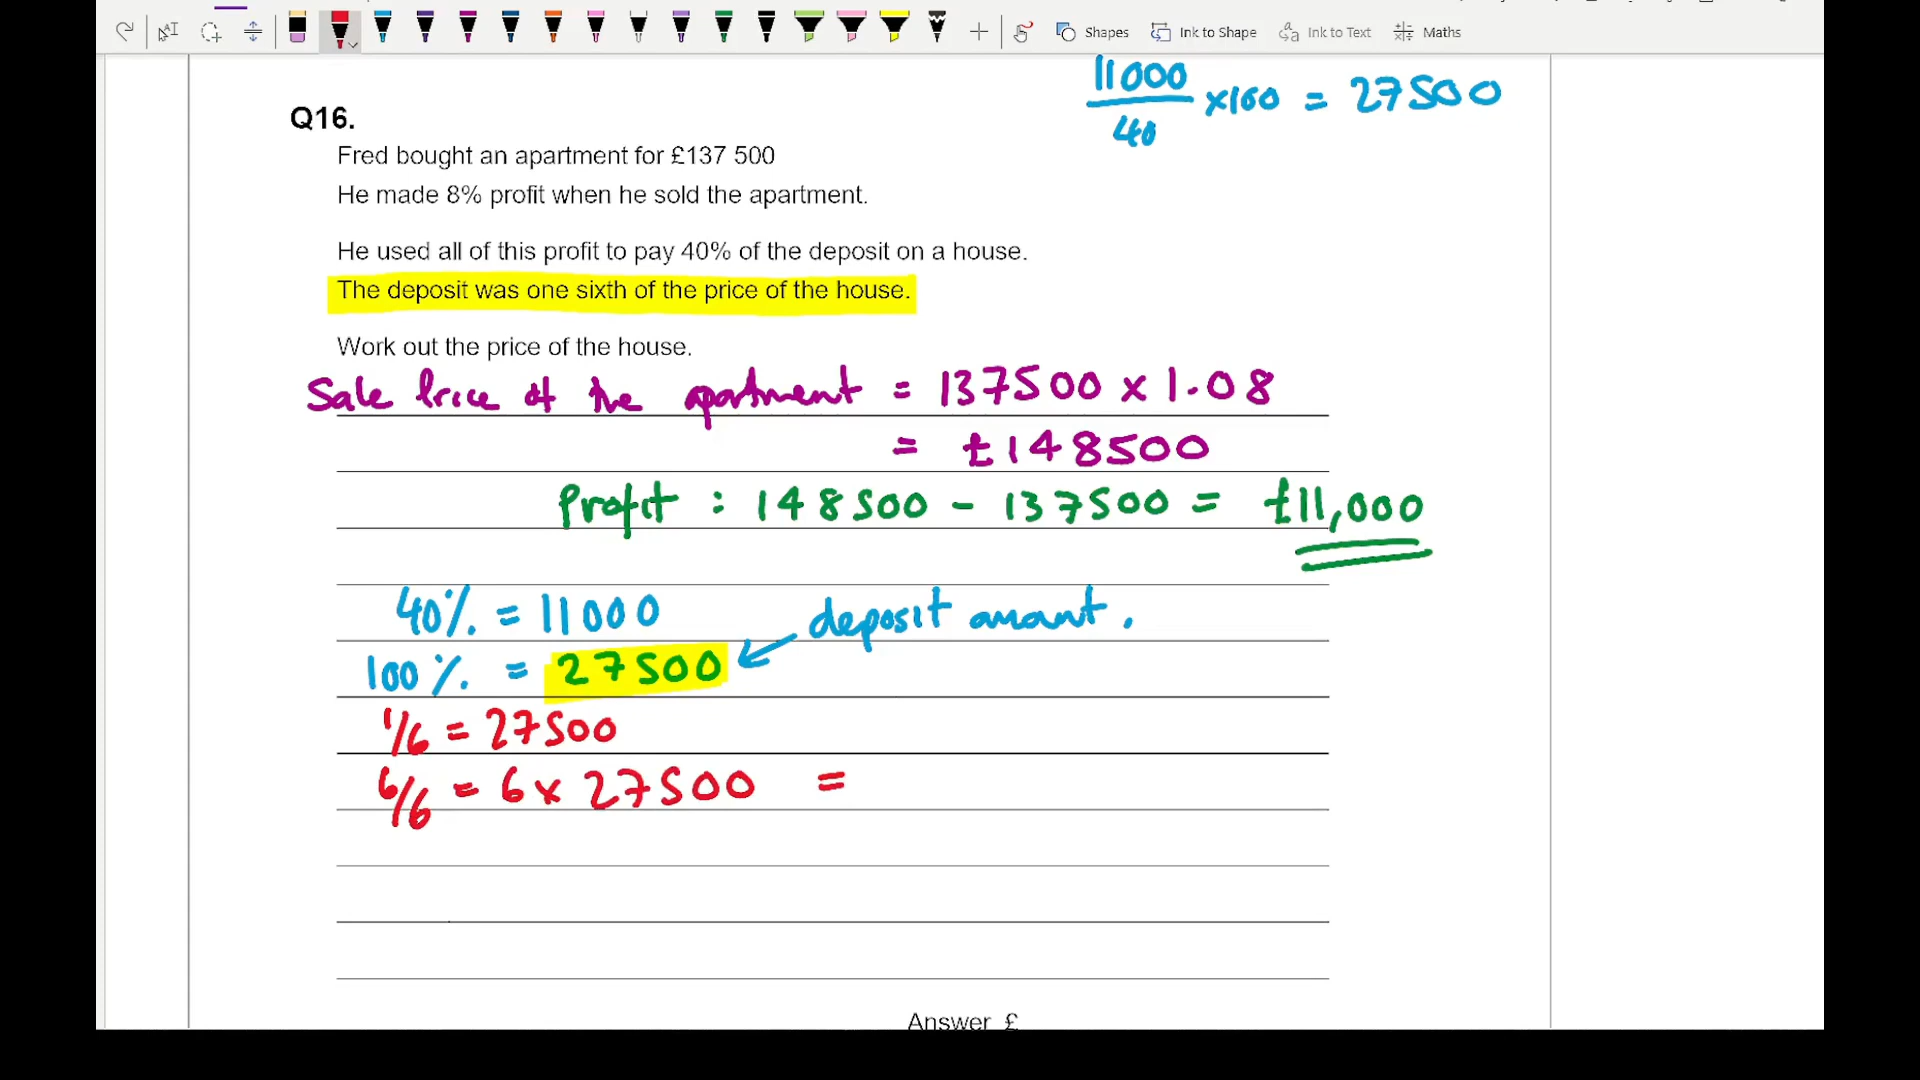 Shapes Ink to Shape Ink to Text Maths
11000
40 ×100 = 27500
Q16.
Fred bought an apartment for £137 500
He made 8% profit when he sold the apartment.
He used all of this profit to pay 40% of the deposit on a house.
The deposit was one sixth of the price of the house.
Work out the price of the house.
Sale Price of the apartment = 137500 x 1.08
= £148500
Profit : 148500 - 137500 = £11,000
40% = 11000
deposit amount.
100% = 27500
1/6 = 27500
6/6 = 6 x 27500 =
Answer £